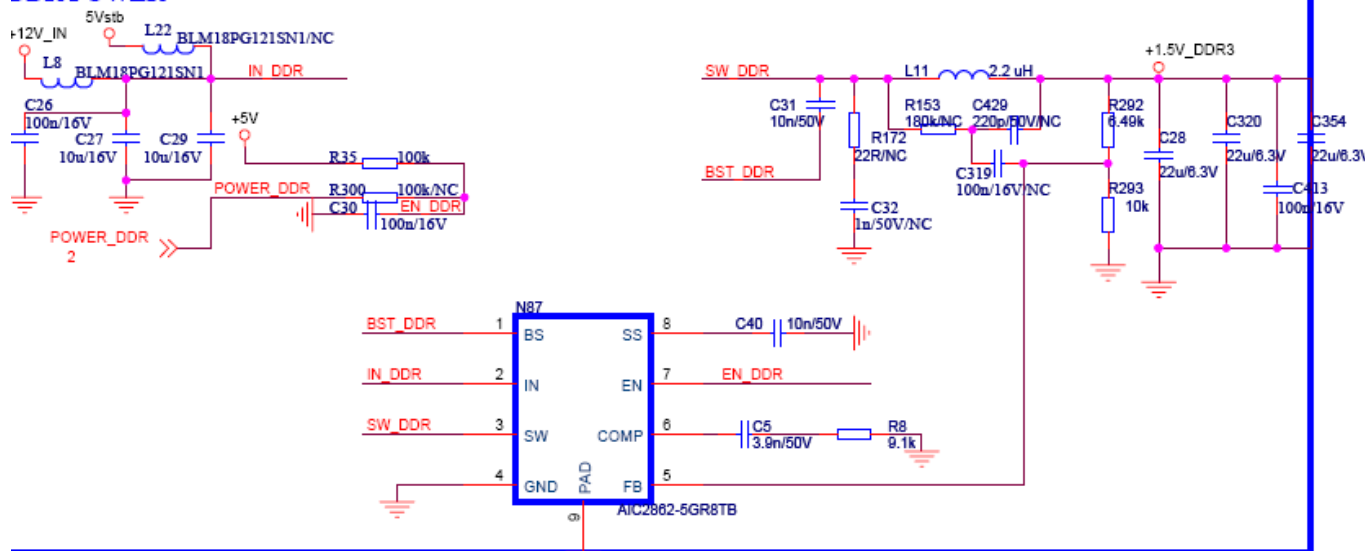 5Vstb
+12V_IN
L22
BLM18PG121SN1/NC
L8
BLM18PG121SN1
IN_DDR
C26
100n/16V
C27
10u/16V
C29
10u/16V
+5V
R35
100k
POWER_DDR
R300
100k/NC
C30
EN_DDR
100n/16V
POWER_DDR
2
SW_DDR
L11
2.2 uH
+1.5V_DDR3
C31
10n/50V
R153
180k/NC
C429
220p/50V/NC
R292
6.49k
R172
22R/NC
C28
22u/6.3V
C320
22u/6.3V
C354
22u/6.3V
BST_DDR
C319
100n/16V/NC
R293
10k
C413
100n/16V
C32
1n/50V/NC
N87
BST_DDR
1
BS
SS
8
C40
10n/50V
IN_DDR
2
IN
EN
7
EN_DDR
SW_DDR
3
SW
COMP
6
C5
3.9n/50V
R8
9.1k
4
GND
PAD
FB
5
9
AIC2862-5GR8TB